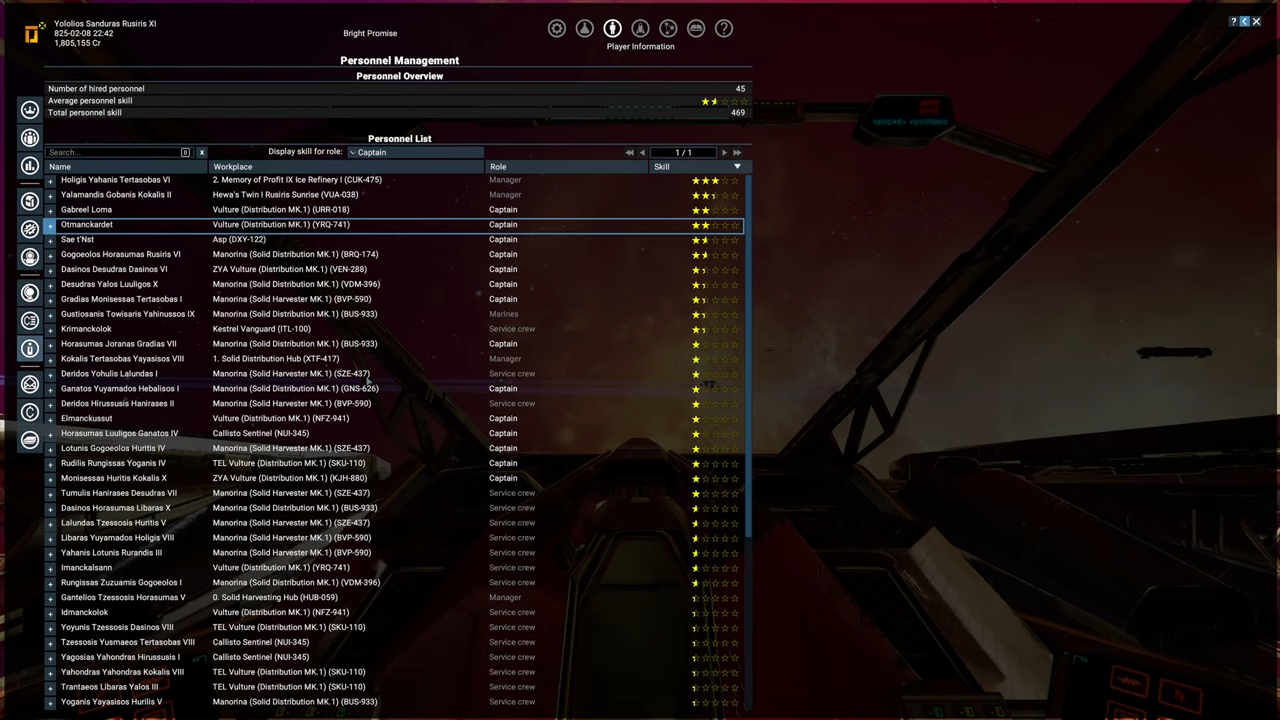 Yololios Sanduras Rusiris XI
825-02-08 22:42
1,805,155 Cr
Bright Promise
Player Information
?
Personnel Management
Personnel Overview
Number of hired personnel 45
Average personnel skill
Total personnel skill 469
Personnel List
Search... Display skill for role: Captain 1 / 1
Name Workplace Role Skill
Holigis Yahanis Tertasobas VI 2. Memory of Profit IX Ice Refinery I (CUK-475) Manager
Yalamandis Gobanis Kokalis II Hewa's Twin I Rusiris Sunrise (VUA-038) Manager
Gabreel Loma Vulture (Distribution MK.1) (URR-018) Captain
Otmanckardet Vulture (Distribution MK.1) (YRQ-741) Captain
Sae t'Nst Asp (DXY-122) Captain
Gogoeolos Horasumas Rusiris VI Manorina (Solid Distribution MK.1) (BRQ-174) Captain
Dasinos Desudras Dasinos VI ZYA Vulture (Distribution MK.1) (VEN-288) Captain
Desudras Yalos Luuligos X Manorina (Solid Distribution MK.1) (VDM-396) Captain
Gradias Monisessas Tertasobas I Manorina (Solid Harvester MK.1) (BVP-590) Captain
Gustiosanis Towisaris Yahinussos IX Manorina (Solid Harvester MK.1) (BUS-933) Marines
Krimanckolok Kestrel Vanguard (ITL-100) Service crew
Horasumas Joranas Gradias VII Manorina (Solid Harvester MK.1) (BUS-933) Captain
Kokalis Tertasobas Yayasisos VIII 1. Solid Distribution Hub (XTF-417) Manager
Deridos Yohulis Lalundas I Manorina (Solid Harvester MK.1) (SZE-437) Service crew
Ganatos Yuyamados Hebalisos I Manorina (Solid Distribution MK.1) (GNS-626) Captain
Deridos Hirussusis Hanirases II Manorina (Solid Harvester MK.1) (BVP-590) Service crew
Elmanckussut Vulture (Distribution MK.1) (NFZ-941) Captain
Horasumas Luuligos Ganatos IV Callisto Sentinel (NUI-345) Captain
Lotunis Gogoeolos Huritis IV Manorina (Solid Harvester MK.1) (SZE-437) Captain
Rudilis Rungissas Yoganis IV TEL Vulture (Distribution MK.1) (SKU-110) Captain
Monisessas Huritis Kokalis X ZYA Vulture (Distribution MK.1) (KJH-880) Captain
Tumulis Hanirases Desudras VII Manorina (Solid Harvester MK.1) (SZE-437) Service crew
Dasinos Horasumas Libaras X Manorina (Solid Harvester MK.1) (BUS-933) Service crew
Lalundas Tzessosis Huritis V Manorina (Solid Harvester MK.1) (SZE-437) Service crew
Libaras Yuyamados Holigis VIII Manorina (Solid Harvester MK.1) (BVP-590) Service crew
Yahanis Lotunis Rurandis III Manorina (Solid Harvester MK.1) (BVP-590) Service crew
Imanckalsann Vulture (Distribution MK.1) (YRQ-741) Service crew
Rungissas Zuzumis Gogoeolos I Manorina (Solid Distribution MK.1) (VDM-396) Service crew
Gantelios Tzessosis Horasumas V 0. Solid Harvesting Hub (HUB-059) Manager
Idmanckolok Vulture (Distribution MK.1) (NFZ-941) Service crew
Yoyunis Tzessosis Dasinos VIII TEL Vulture (Distribution MK.1) (SKU-110) Service crew
Tzessosis Yusmaeos Tertasobas VIII Callisto Sentinel (NUI-345) Service crew
Yagosias Yahondras Hirussusis I Callisto Sentinel (NUI-345) Service crew
Yahondras Yahondras Kokalis VIII TEL Vulture (Distribution MK.1) (SKU-110) Service crew
Trantaeos Libaras Yalos III TEL Vulture (Distribution MK.1) (SKU-110) Service crew
Yoganis Yayasisos Hurilis V Manorina (Solid Harvester MK.1) (BUS-933) Service crew